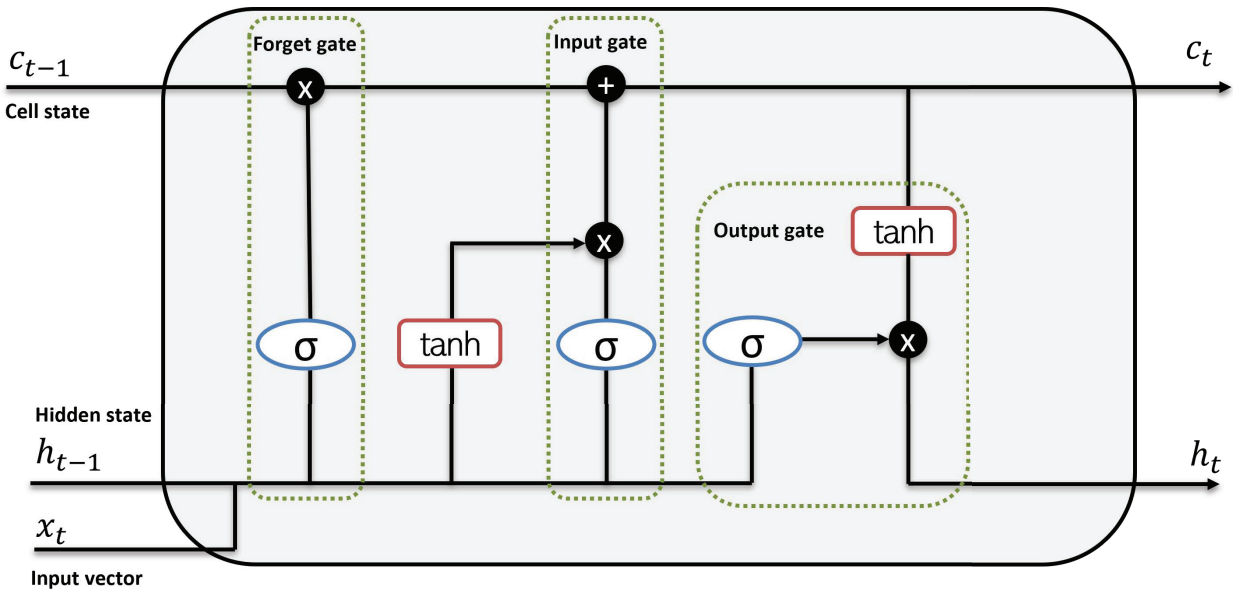 Forget gate
Input gate
c_{t-1}
c_t
x
+
Cell state
Output gate
tanh
x
σ
tanh
σ
σ
x
Hidden state
h_{t-1}
h_t
x_t
Input vector